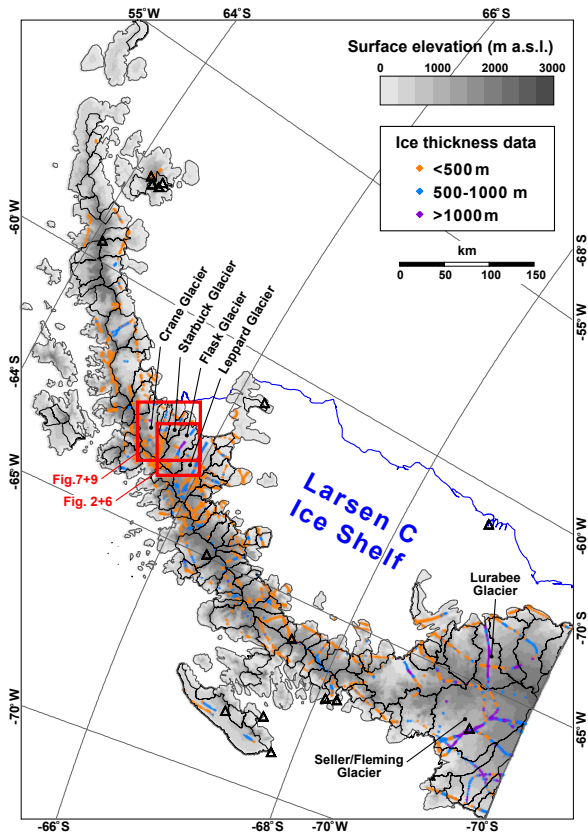 55°W
64°S
66°S
Surface elevation (m a.s.l.)
0 1000 2000 3000
Ice thickness data
<500 m
500-1000 m
>1000 m
km
0 50 100 150
-60°W
-68°S
-55°W
Crane Glacier
Starbuck Glacier
Flask Glacier
Leppard Glacier
-64°S
-65°W
Fig.7+9
Fig. 2+6
Larsen C
Ice Shelf
-60°W
Lurabee
Glacier
-70°S
-70°W
-65°W
Seller/Fleming
Glacier
-66°S
-68°S
-70°W
-70°S